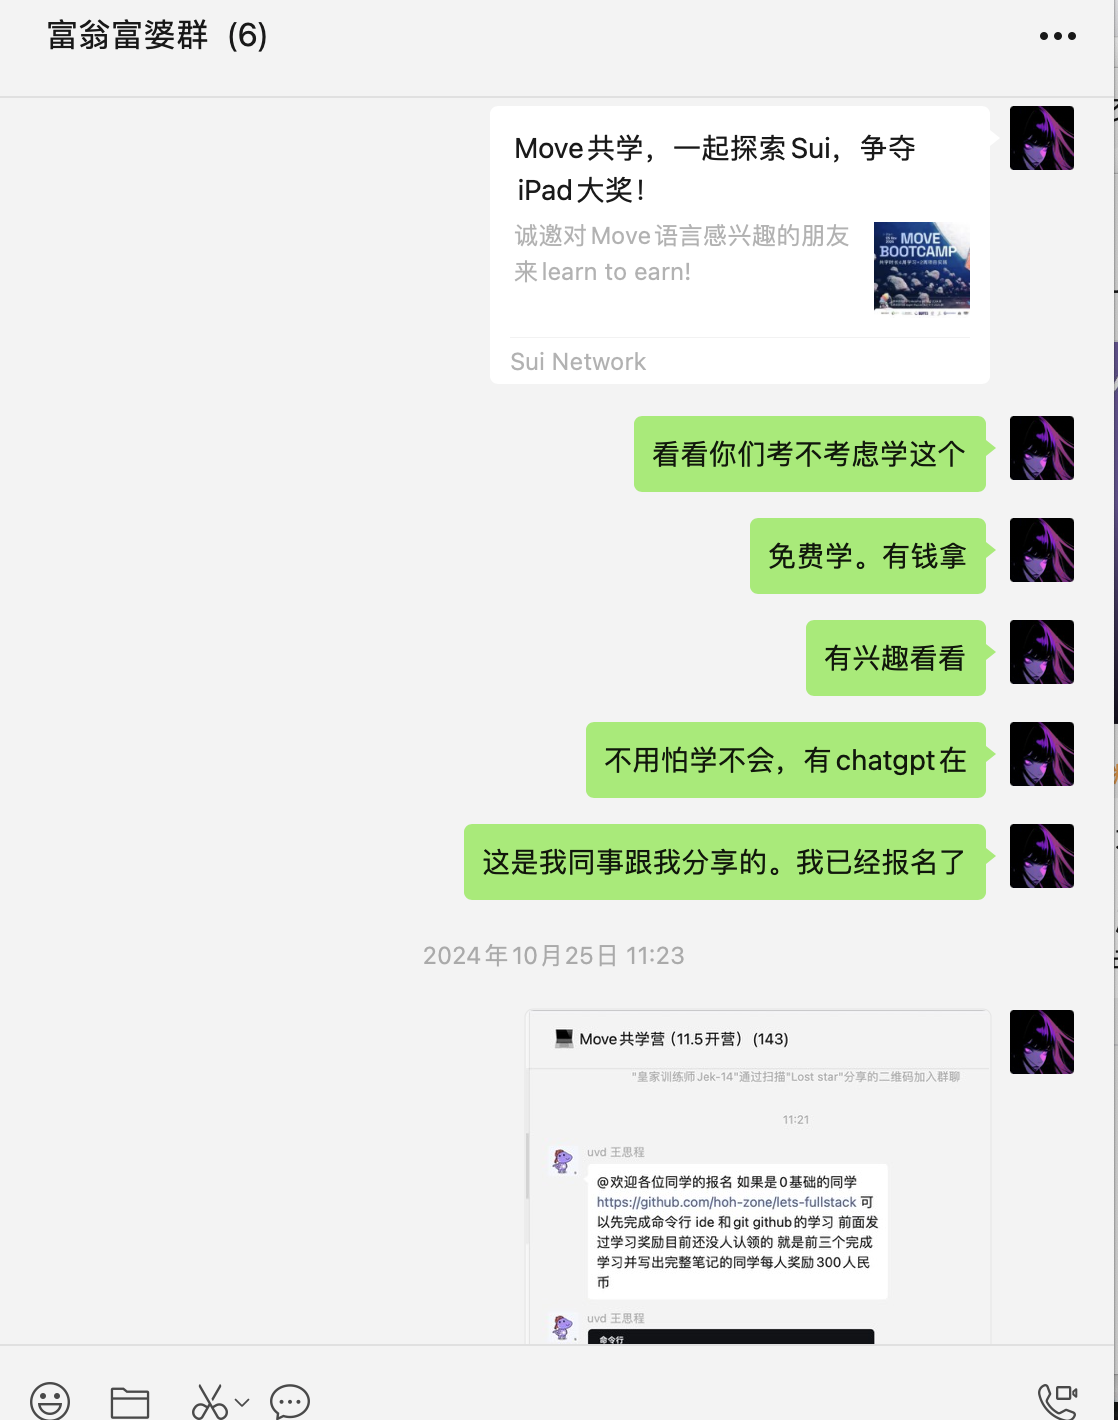 富翁富婆群 (6)
Move共学，一起探索Sui，争夺
iPad大奖！
诚邀对Move语言感兴趣的朋友
来learn to earn!
MOVE
BOOTCAMP
Sui Network
看看你们考不考虑学这个
免费学。有钱拿
有兴趣看看
不用怕学不会，有chatgpt在
这是我同事跟我分享的。我已经报名了
2024年10月25日 11:23
Move共学营（11.5开营）(143)
"皇家训练师Jek-14"通过扫描"Lost star"分享的二维码加入群聊
11:21
uvd 王思程
@欢迎各位同学的报名 如果是0基础的同学
https://github.com/hoh-zone/lets-fullstack 可
以先完成命令行 ide 和git github的学习 前面发
过学习奖励目前还没人认领的 就是前三个完成
学习并写出完整笔记的同学每人奖励300人民
币
uvd 王思程
命令行